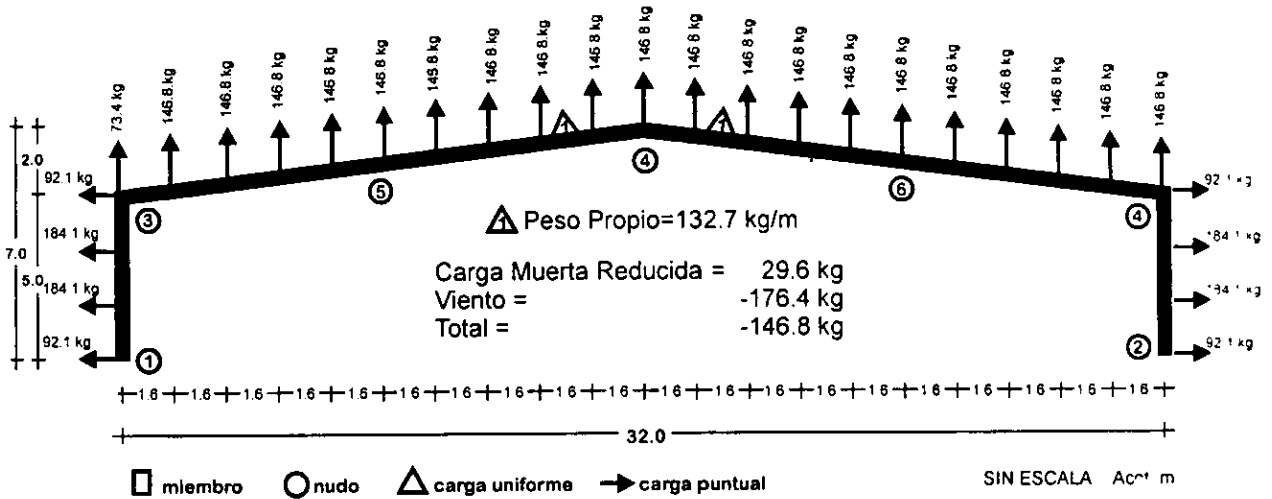 73.4 kg
146.8.kg
146.8 kg
146.8 kg
146.8 kg
146.8 kg
145.8 kg
146 8 kg
146 8 kg
146 8 kg
146 8 kg
146 8 kg
146 8 kg
146 8 kg
146 8 kg
146 8 kg
146 8 kg
146 8 kg
146 8 kg
146 8 kg
146 8 kg
1 1
2.0
92.1 kg
3
5
4
6
4
184 1 kg
7.0
5.0
184 1 kg
92.1 kg
1
2
1 Peso Propio=132.7 kg/m
Carga Muerta Reducida = 29.6 kg
Viento = -176.4 kg
Total = -146.8 kg
184 1 kg
92 1 kg
1.6 1.6 1.6 1.6 1.6 1.6 1.6 1 6 1 6 1 6 1 6 1 6 1 6 1 6 1 6 1 6 1 6 1 6 1 6 1 6
32.0
miembro nudo carga uniforme carga puntual
SIN ESCALA m